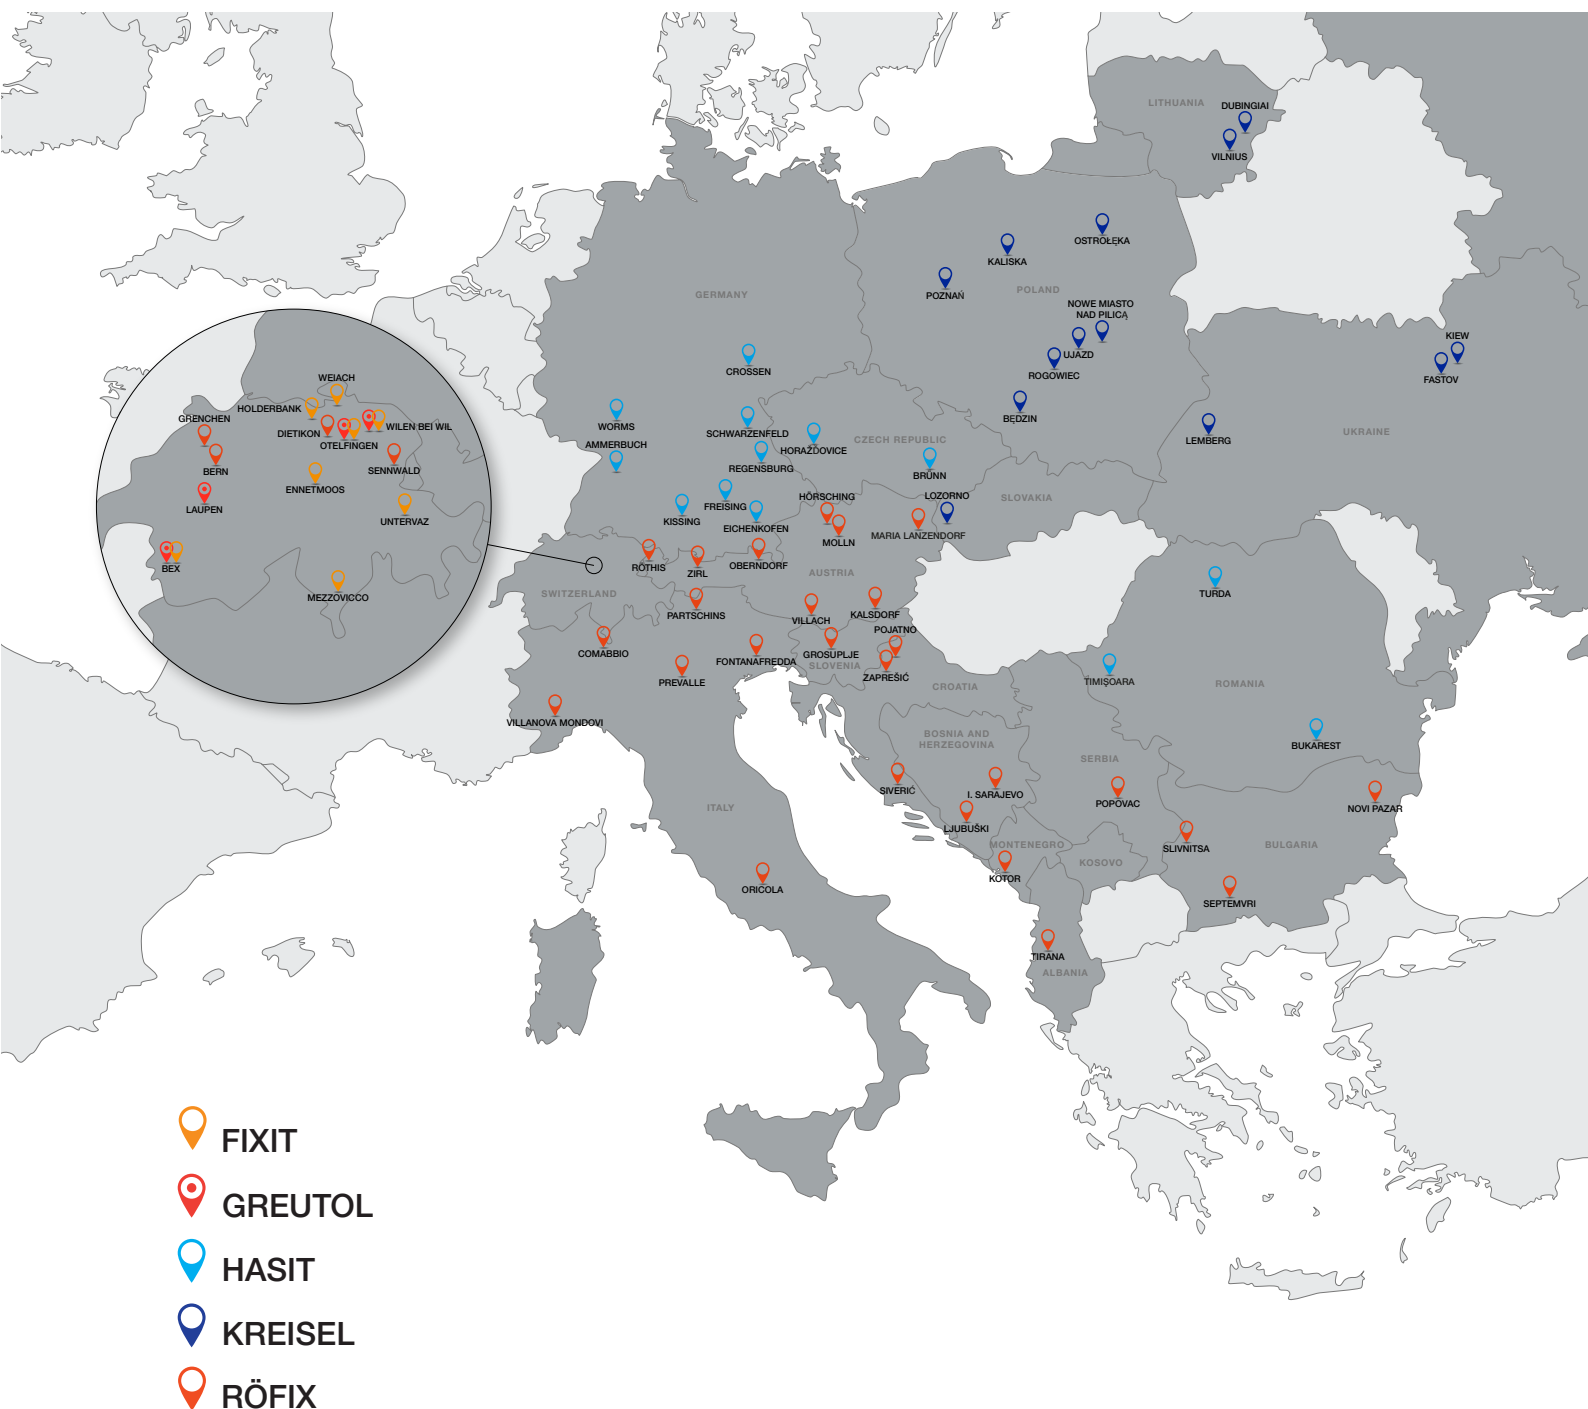 LITHUANIA
DUBINGIAI
VILNIUS
OSTROŁĘKA
KALISKA
POZNAŃ
POLAND
GERMANY
NOWE MIASTO
NAD PILICĄ
UJAZD
ROGOWIEC
KIEW
FASTOV
CROSSEN
BĘDZIN
LEMBERG
UKRAINE
WORMS
SCHWARZENFELD
AMMERBUCH
HORAŽĎOVICE
CZECH REPUBLIC
REGENSBURG
BRÜNN
FREISING
KISSING
EICHENKOFEN
HÖRSCHING
MOLLN
LOZORNO
SLOVAKIA
MARIA LANZENDORF
WEIACH
HOLDERBANK
GRENCHEN
DIETIKON
WILEN BEI WIL
OTELFINGEN
BERN
SENNWALD
ENNETMOOS
LAUPEN
UNTERVAZ
BEX
MEZZOVICCO
RÖTHIS
ZIRL
OBERNDORF
AUSTRIA
SWITZERLAND
PARTSCHINS
VILLACH
KALSDORF
POJATNO
TURDA
COMABBIO
FONTANAFREDDA
GROSUPLJE
SLOVENIA
ZAPREŠIĆ
PREVALLE
CROATIA
TIMIŞOARA
ROMANIA
VILLANOVA MONDOVI
BOSNIA AND
HERZEGOVINA
SERBIA
BUKAREST
SIVERIĆ
I. SARAJEVO
POPOVAC
NOVI PAZAR
ITALY
LJUBUŠKI
MONTENEGRO
SLIVNITSA
BULGARIA
KOSOVO
KOTOR
ORICOLA
SEPTEMVRI
TIRANA
ALBANIA
FIXIT
GREUTOL
HASIT
KREISEL
RÖFIX